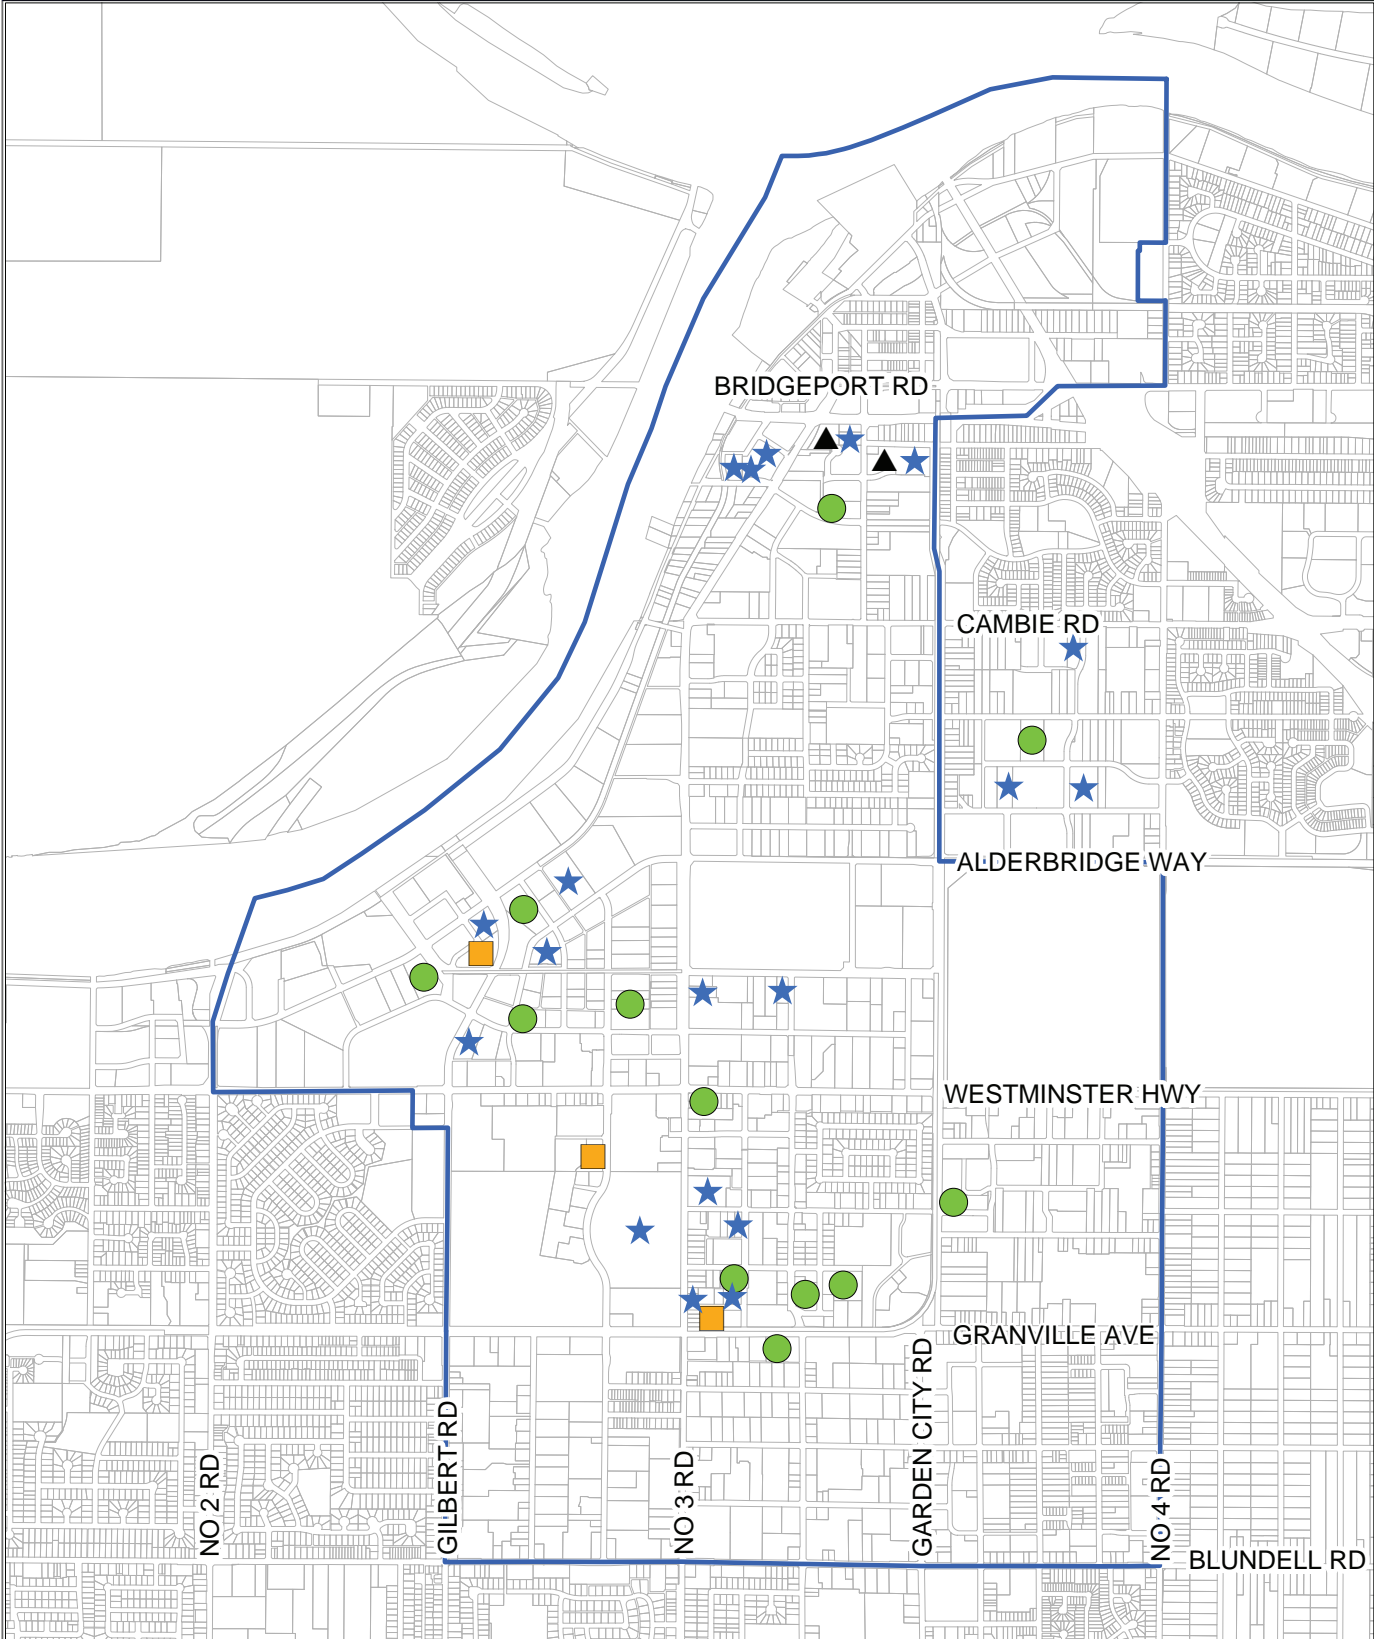 BRIDGEPORT RD
CAMBIE RD
ALDERBRIDGE WAY
WESTMINSTER HWY
GRANVILLE AVE
NO 2 RD
GILBERT RD
NO 3 RD
GARDEN CITY RD
NO 4 RD
BLUNDELL RD